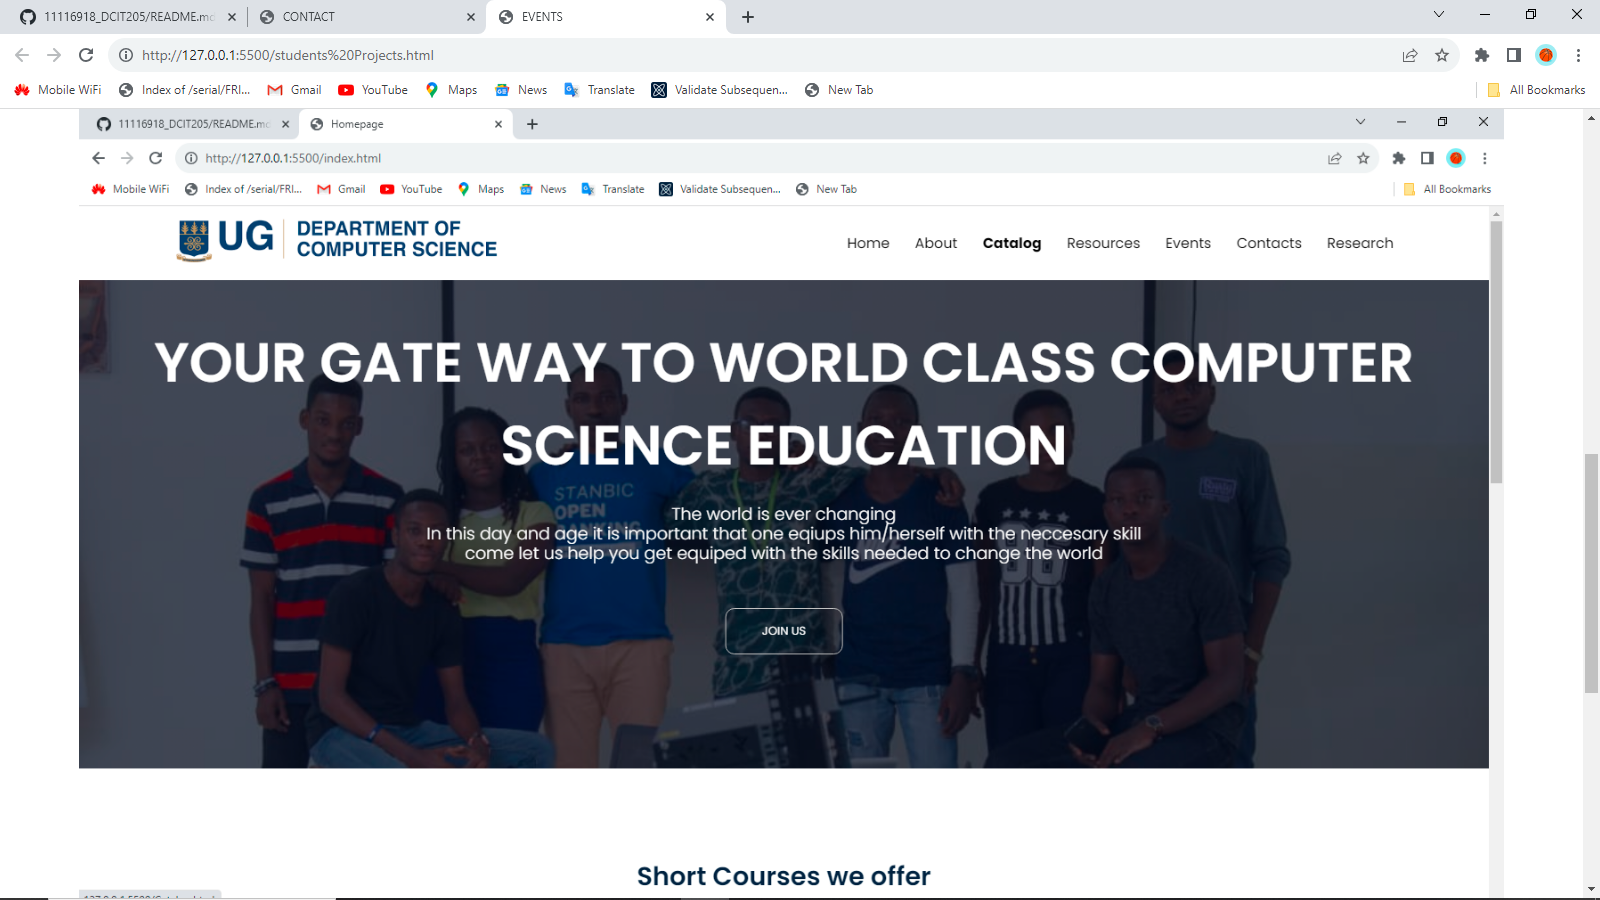 11116918_DCIT205/README.md
CONTACT
EVENTS
http://127.0.0.1:5500/students%20Projects.html
Mobile WiFi
Index of /serial/FRI...
Gmail
YouTube
Maps
News
Translate
Validate Subsequen...
New Tab
All Bookmarks
11116918_DCIT205/README.md
Homepage
http://127.0.0.1:5500/index.html
Mobile WiFi
Index of /serial/FRI...
Gmail
YouTube
Maps
News
Translate
Validate Subsequen...
New Tab
All Bookmarks
UG
DEPARTMENT OF
COMPUTER SCIENCE
Home
About
Catalog
Resources
Events
Contacts
Research
YOUR GATE WAY TO WORLD CLASS COMPUTER
SCIENCE EDUCATION
STANBIC
OPEN
BANKING
The world is ever changing
In this day and age it is important that one eqiups him/herself with the neccesary skill
come let us help you get equiped with the skills needed to change the world
JOIN US
Short Courses we offer